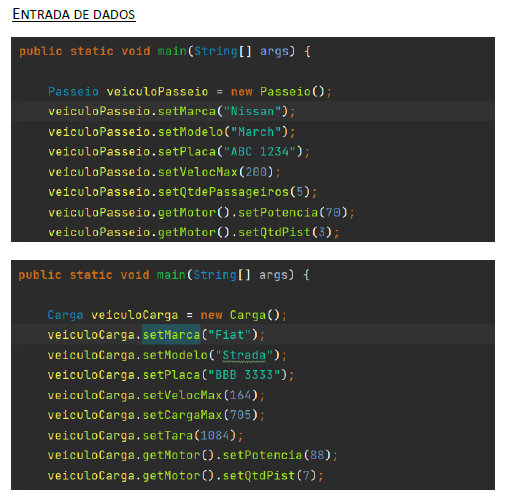 ENTRADA DE DADOS
public static void main(String[] args) {
Passeio veiculoPasseio = new Passeio();
veiculoPasseio.setMarca("Nissan");
veiculoPasseio.setModelo("March");
veiculoPasseio.setPlaca("ABC 1234");
veiculoPasseio.setVelocMax(200);
veiculoPasseio.setQtdePassageiros(5);
veiculoPasseio.getMotor().setPotencia(70);
veiculoPasseio.getMotor().setQtdPist(3);
public static void main(String[] args) {
Carga veiculoCarga = new Carga();
veiculoCarga.setMarca("Fiat");
veiculoCarga.setModelo("Strada");
veiculoCarga.setPlaca("BBB 3333");
veiculoCarga.setVelocMax(164);
veiculoCarga.setCargaMax(705);
veiculoCarga.setTara(1084);
veiculoCarga.getMotor().setPotencia(88);
veiculoCarga.getMotor().setQtdPist(7);